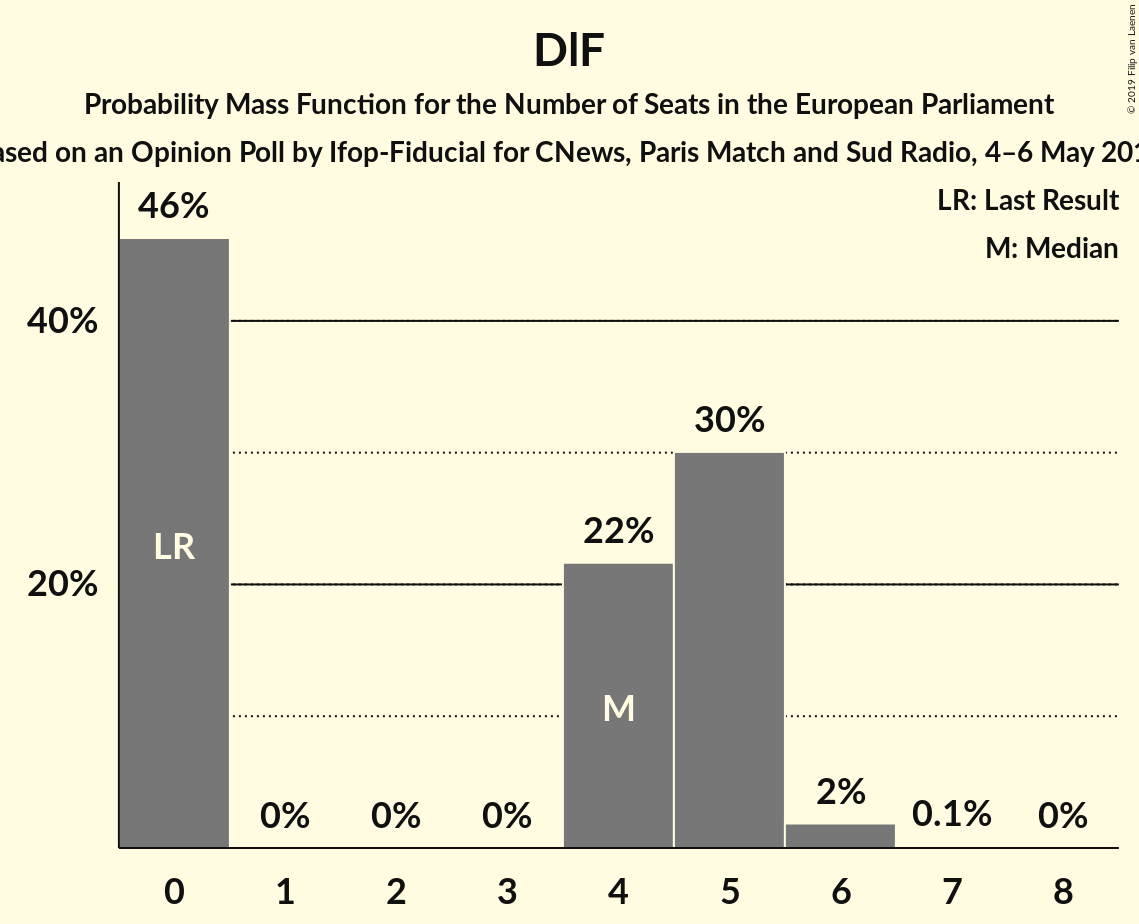 DlF
Probability Mass Function for the Number of Seats in the European Parliament
on an Opinion Poll by Ifop-Fiducial for CNews, Paris Match and Sud Radio, 4–6 May
© 2019 Filip van Laenen
LR: Last Result
M: Median
46%
40%
30%
22%
20%
LR
M
2%
0%
0%
0%
0.1%
0%
0 1 2 3 4 5 6 7 8